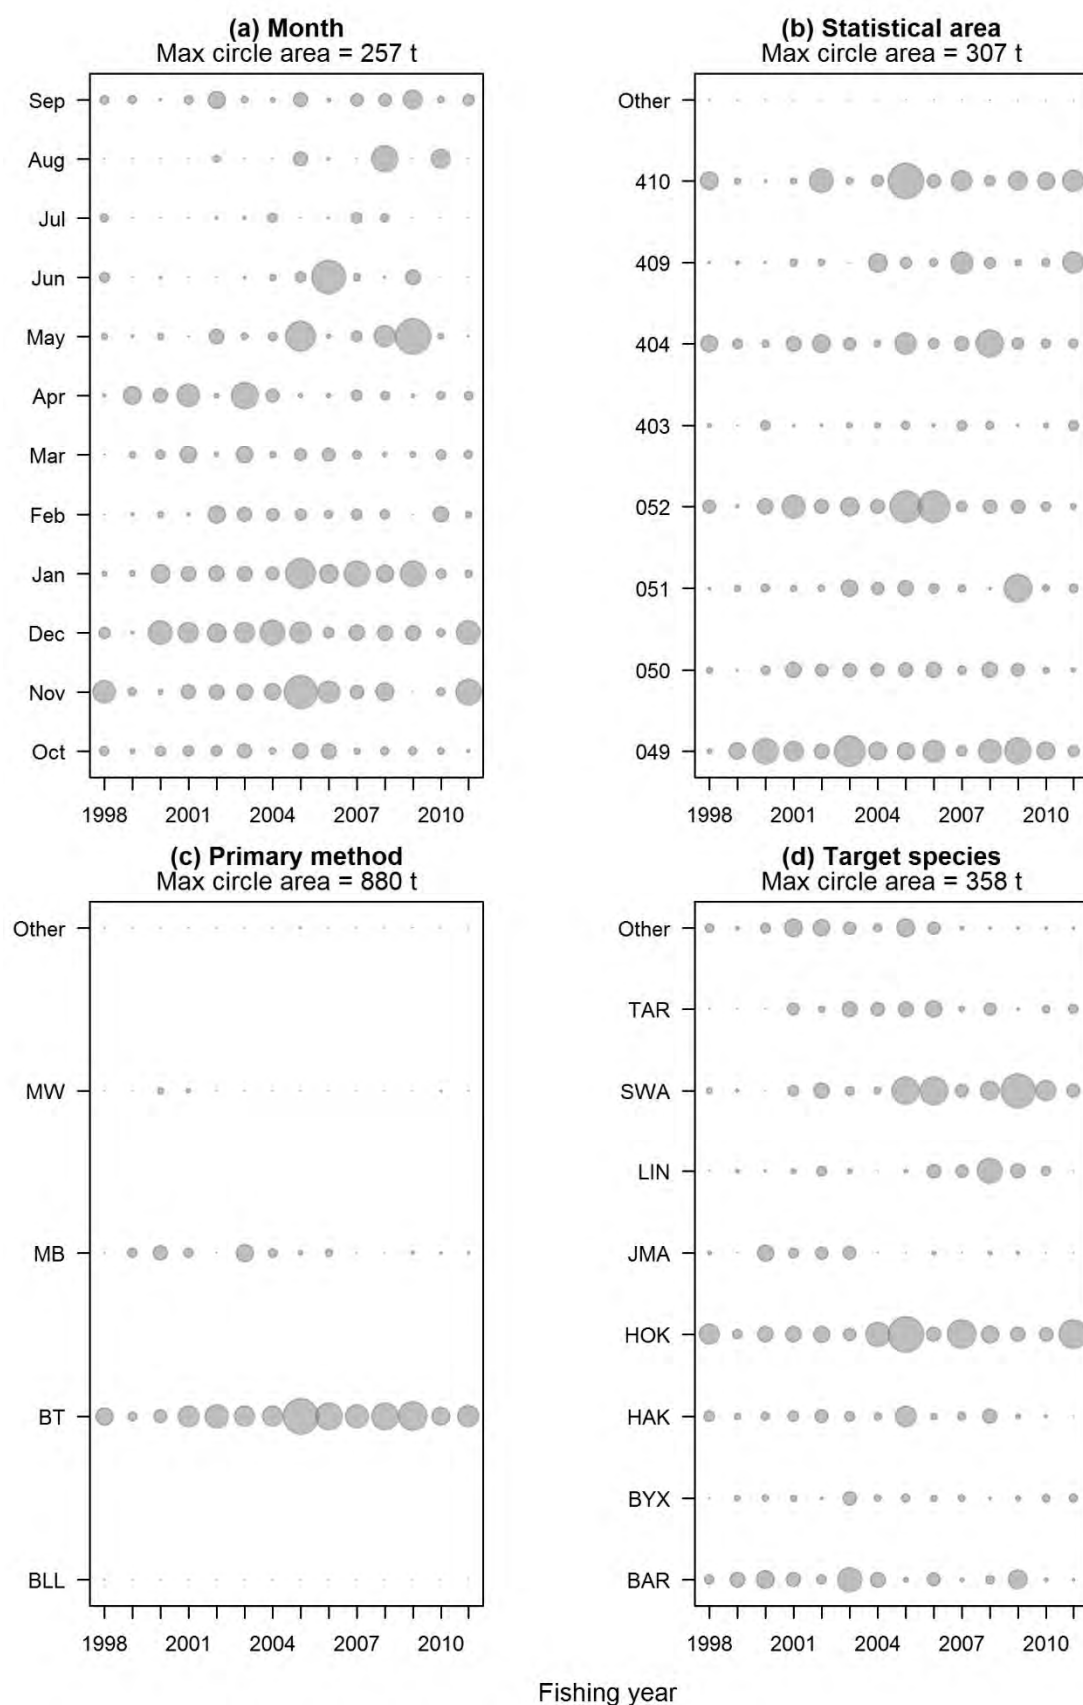 (a) Month
Max circle area = 257 t
Sep
Aug
Jul
Jun
May
Apr
Mar
Feb
Jan
Dec
Nov
Oct
1998 2001 2004 2007 2010
(b) Statistical area
Max circle area = 307 t
Other
410
409
404
403
052
051
050
049
1998 2001 2004 2007 2010
(c) Primary method
Max circle area = 880 t
Other
MW
MB
BT
BLL
1998 2001 2004 2007 2010
(d) Target species
Max circle area = 358 t
Other
TAR
SWA
LIN
JMA
HOK
HAK
BYX
BAR
1998 2001 2004 2007 2010
Fishing year